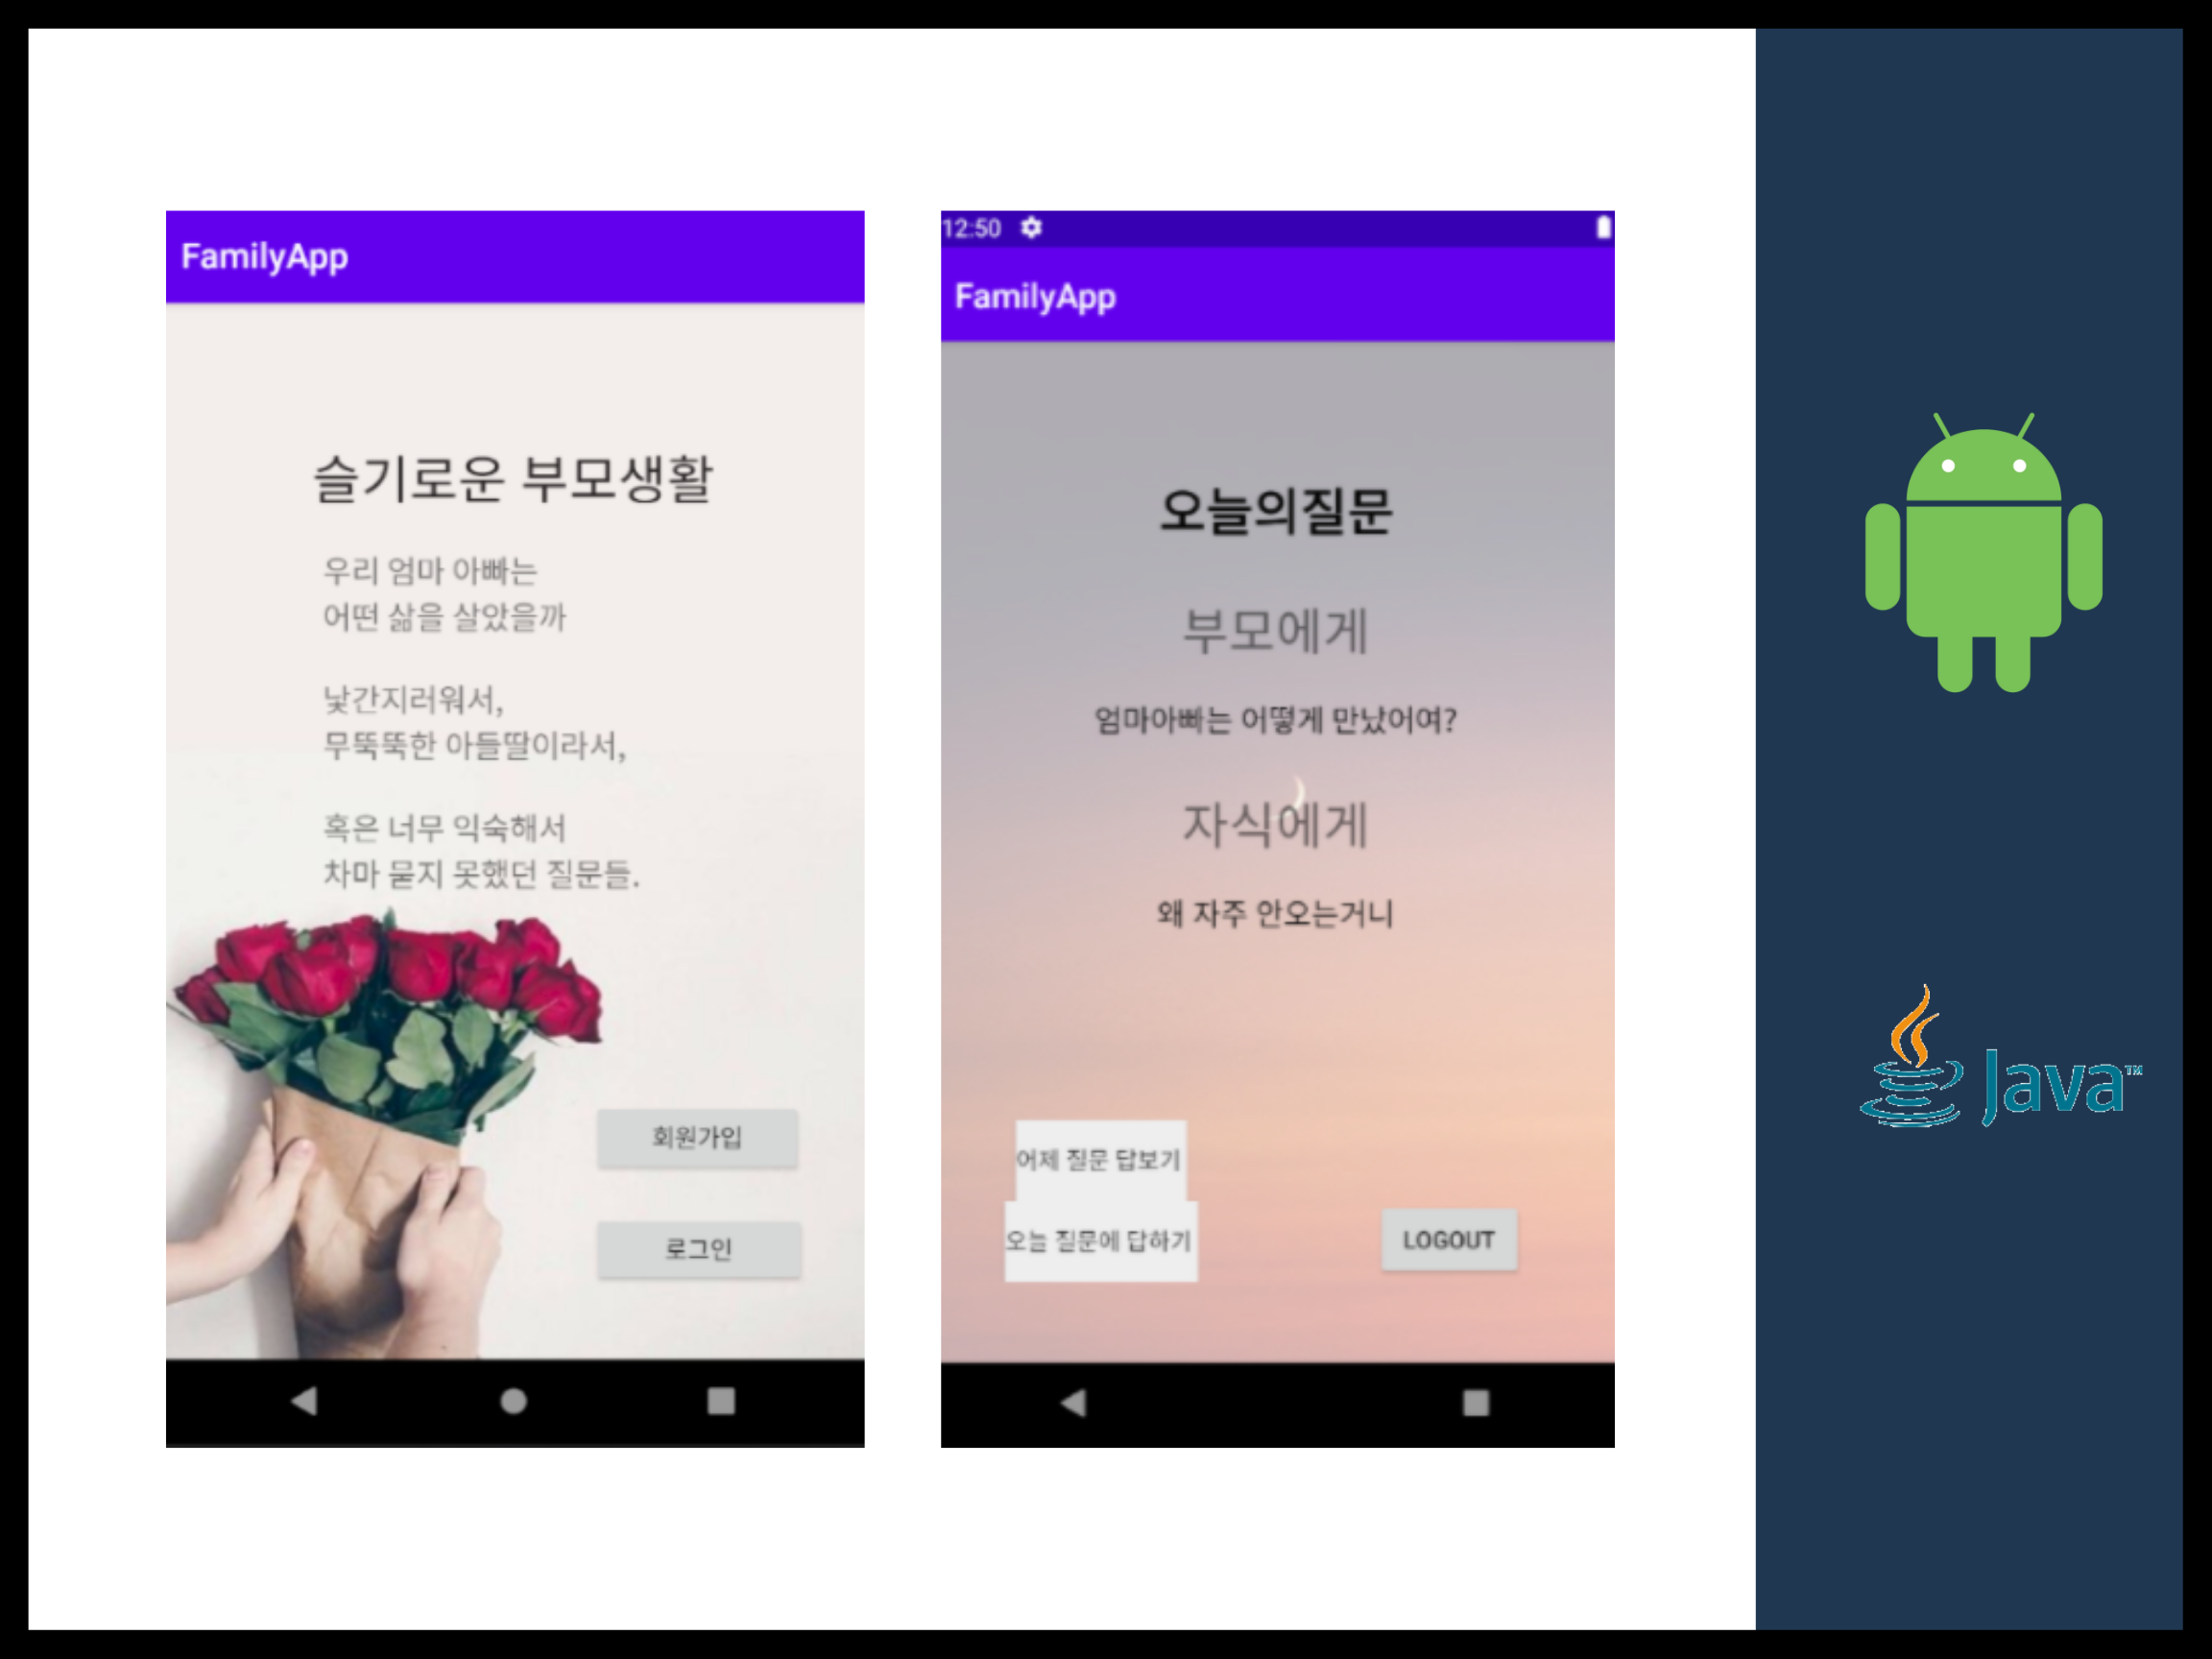 FamilyApp
슬기로운 부모생활
우리 엄마 아빠는
어떤 삶을 살았을까
낯간지러워서,
무뚝뚝한 아들딸이라서,
혹은 너무 익숙해서
차마 묻지 못했던 질문들.
회원가입
로그인
12:50
FamilyApp
오늘의질문
부모에게
엄마아빠는 어떻게 만났어여?
자식에게
왜 자주 안오는거니
어제 질문 답보기
오늘 질문에 답하기
LOGOUT
Java™